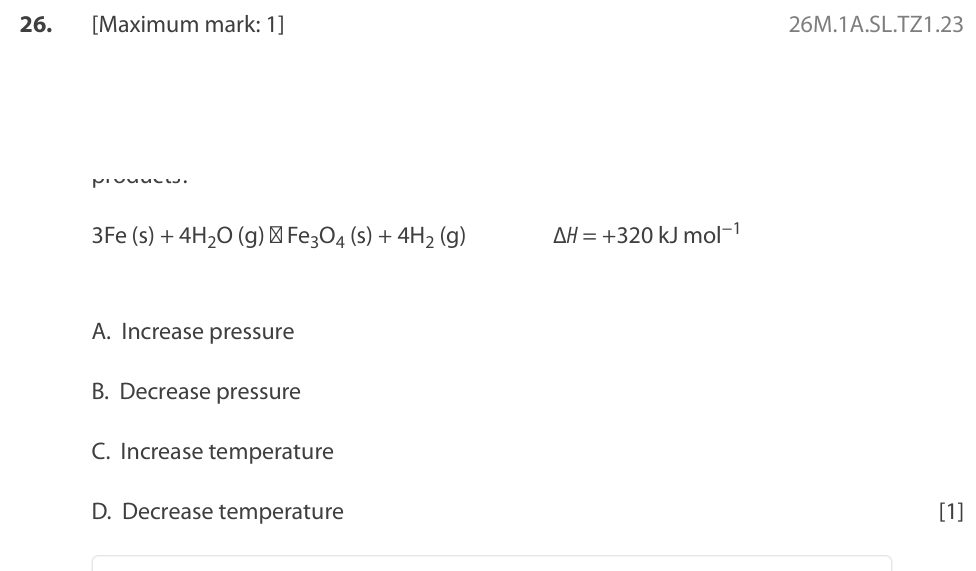 26. [Maximum mark: 1] 26M.1A.SL.TZ1.23
products?
3Fe (s) + 4H₂O (g) ⍰ Fe₃O₄ (s) + 4H₂ (g) ΔH = +320 kJ mol⁻¹
A. Increase pressure
B. Decrease pressure
C. Increase temperature
D. Decrease temperature [1]